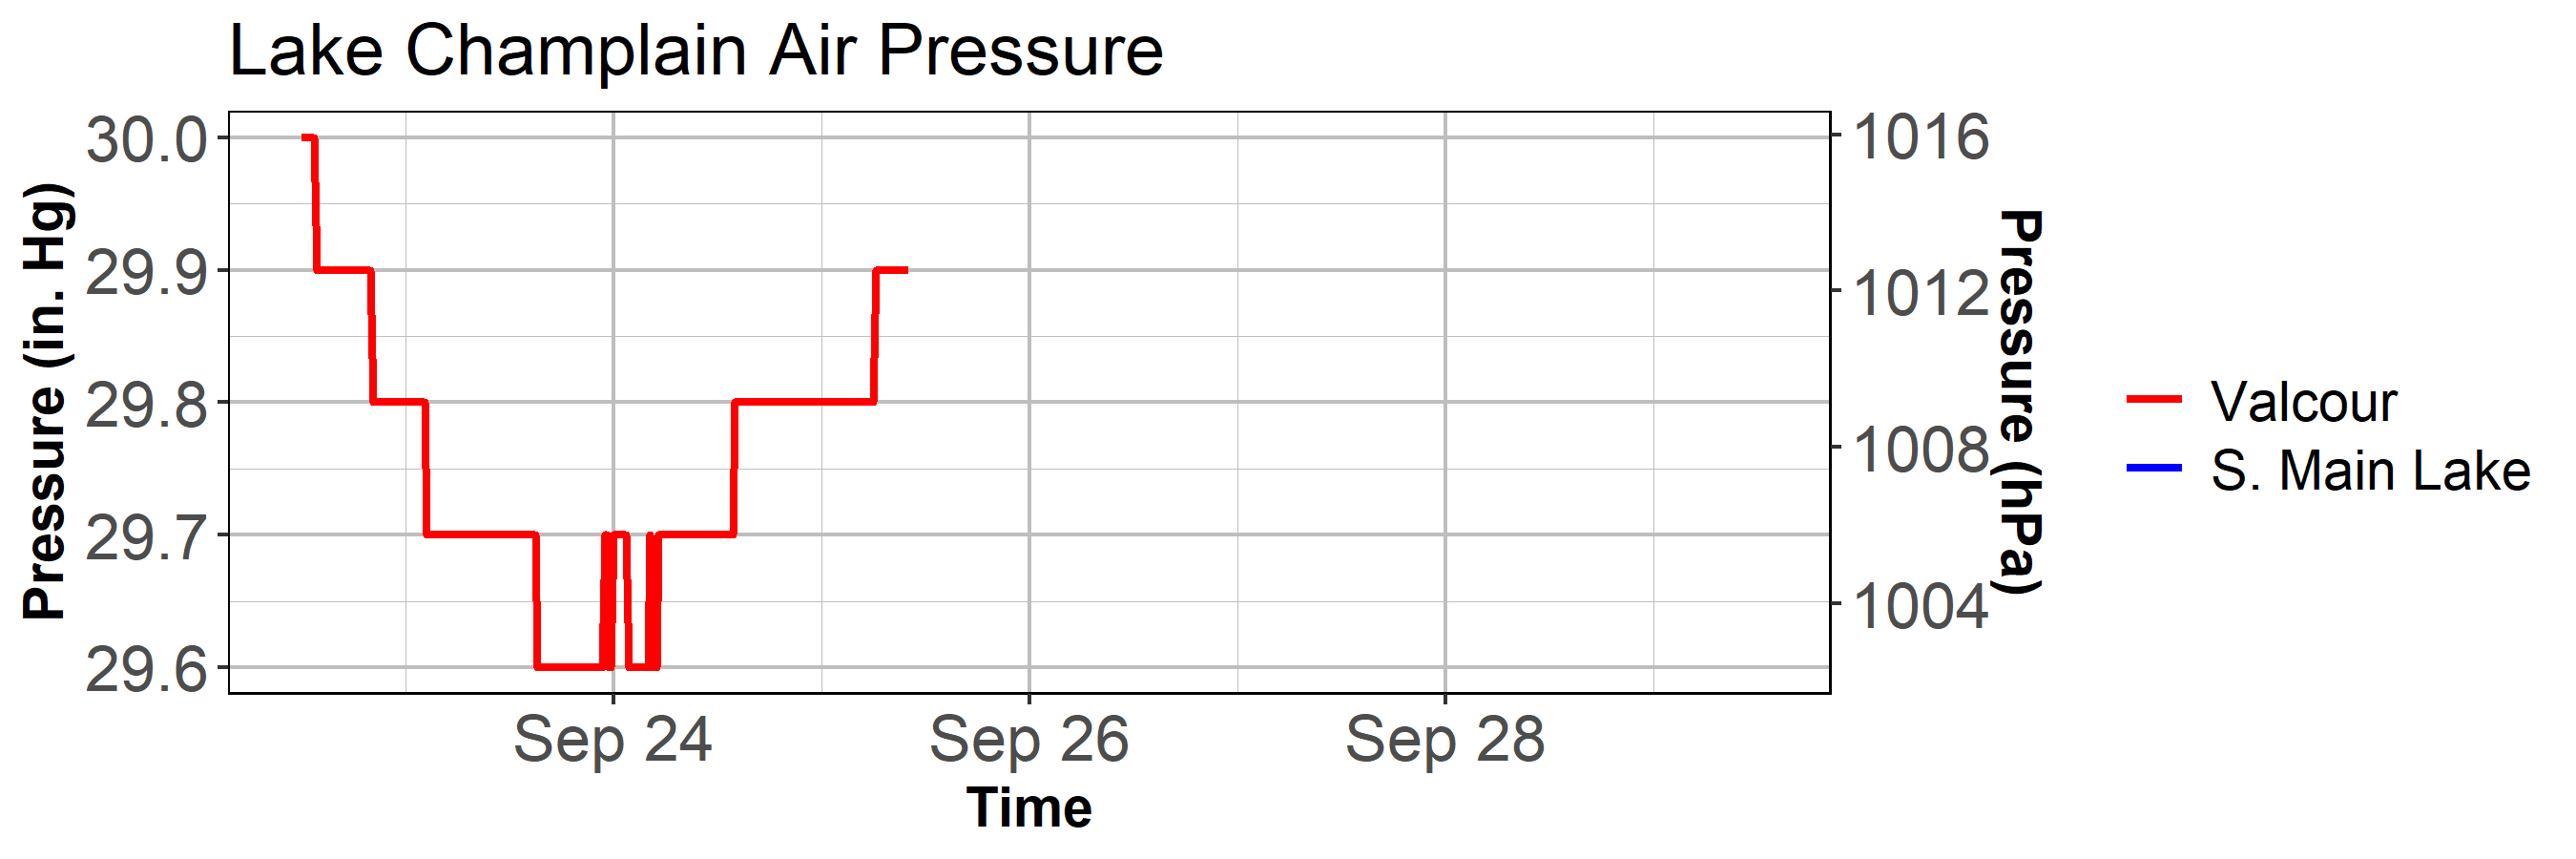 Lake Champlain Air Pressure
Pressure (in. Hg)
30.0
29.9
29.8
29.7
29.6
1016
1012
1008
1004
Pressure (hPa)
Valcour
S. Main Lake
Sep 24 Sep 26 Sep 28
Time